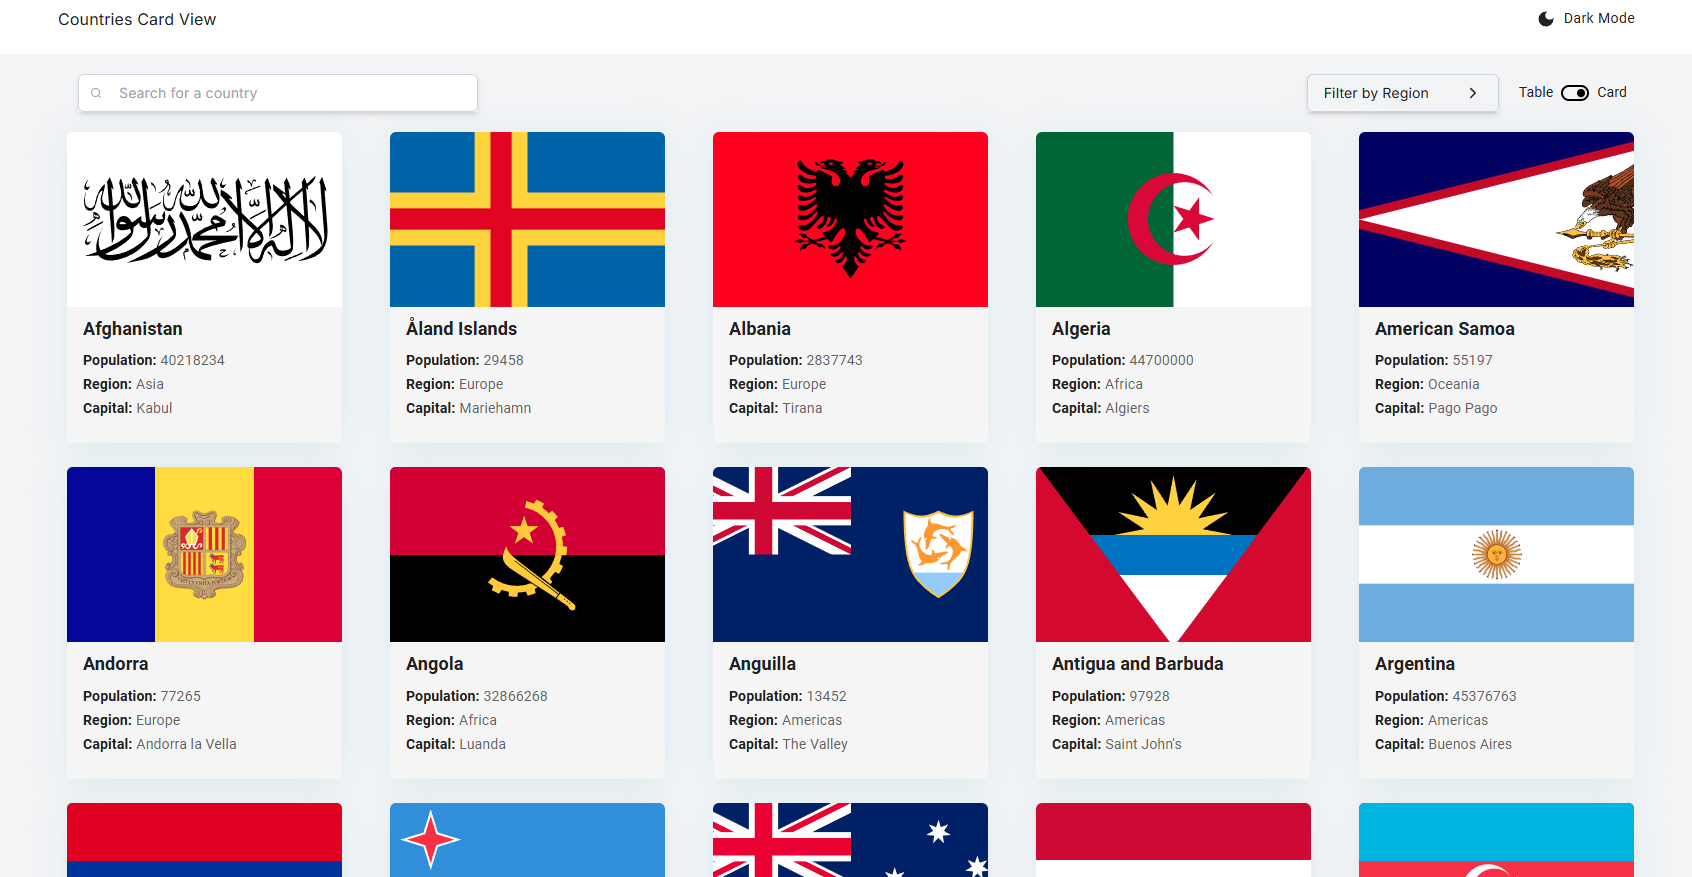 Countries Card View
Dark Mode
Search for a country
Filter by Region
Table
Card
لا إله إلا الله محمد رسول الله
Afghanistan
Population: 40218234
Region: Asia
Capital: Kabul
Åland Islands
Population: 29458
Region: Europe
Capital: Mariehamn
Albania
Population: 2837743
Region: Europe
Capital: Tirana
Algeria
Population: 44700000
Region: Africa
Capital: Algiers
American Samoa
Population: 55197
Region: Oceania
Capital: Pago Pago
Andorra
Population: 77265
Region: Europe
Capital: Andorra la Vella
Angola
Population: 32866268
Region: Africa
Capital: Luanda
Anguilla
Population: 13452
Region: Americas
Capital: The Valley
Antigua and Barbuda
Population: 97928
Region: Americas
Capital: Saint John's
Argentina
Population: 45376763
Region: Americas
Capital: Buenos Aires